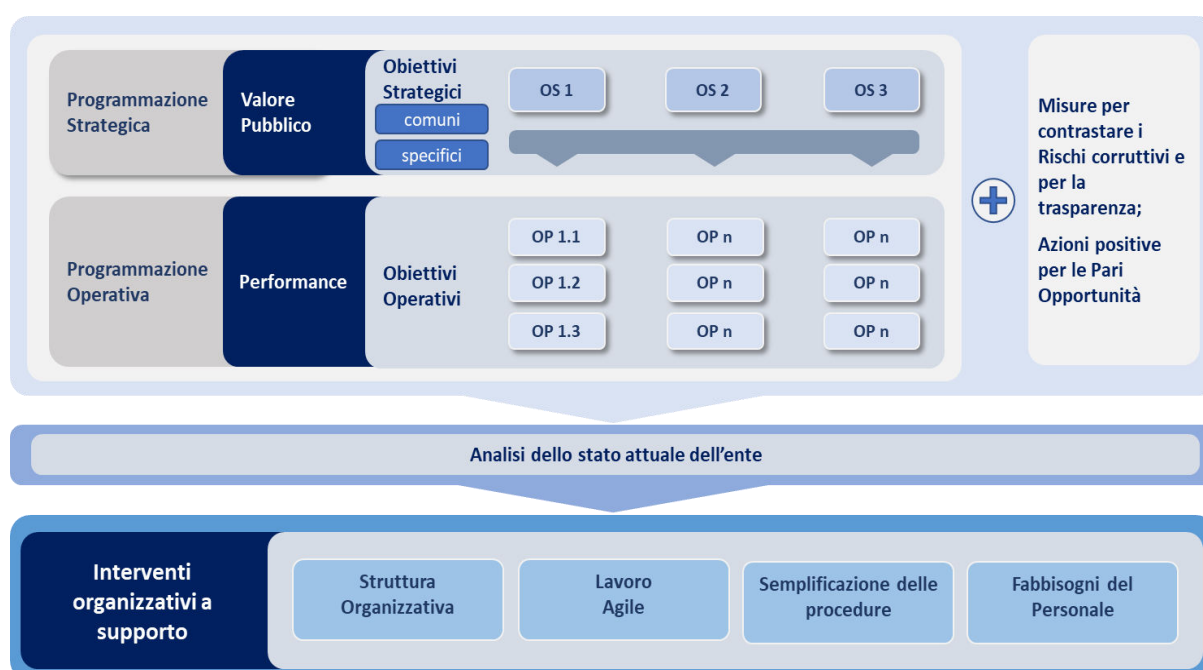 Programmazione
Strategica
Valore
Pubblico
Obiettivi
Strategici
comuni
specifici
OS 1
OS 2
OS 3
Programmazione
Operativa
Performance
Obiettivi
Operativi
OP 1.1
OP n
OP n
OP 1.2
OP n
OP n
OP 1.3
OP n
OP n
Misure per
contrastare i
Rischi corruttivi e
per la
trasparenza;
Azioni positive
per le Pari
Opportunità
Analisi dello stato attuale dell'ente
Interventi
organizzativi a
supporto
Struttura
Organizzativa
Lavoro
Agile
Semplificazione delle
procedure
Fabbisogni del
Personale